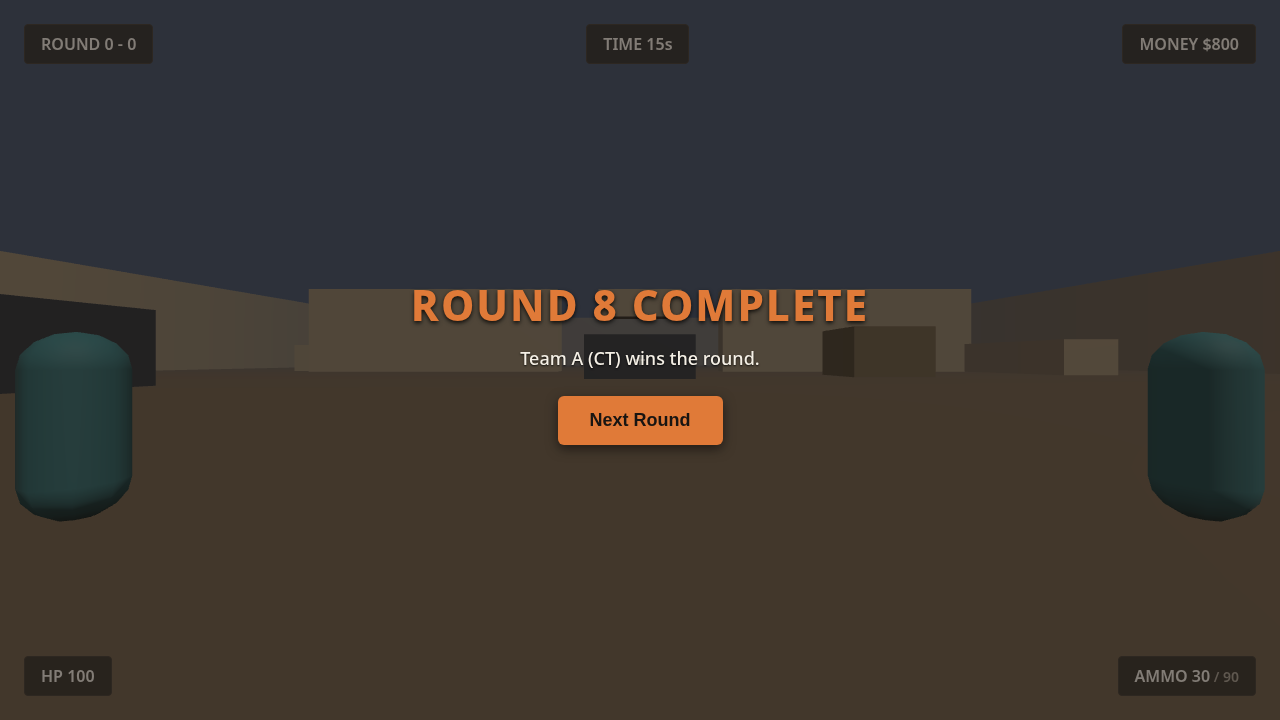 ROUND 0 - 0
TIME 15s
MONEY $800
ROUND 8 COMPLETE
Team A (CT) wins the round.
Next Round
HP 100
AMMO 30 / 90